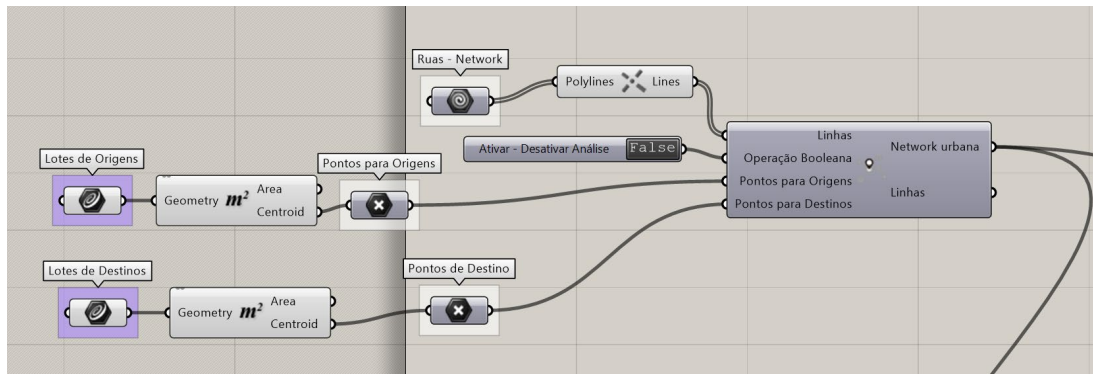 Ruas - Network
Polylines Lines
Linhas
Network urbana
Ativar - Desativar Análise False
Operação Booleana
Pontos para Origens
Linhas
Pontos para Destinos
Lotes de Origens
Pontos para Origens
Geometry m² Area
Centroid
Lotes de Destinos
Pontos de Destino
Geometry m² Area
Centroid